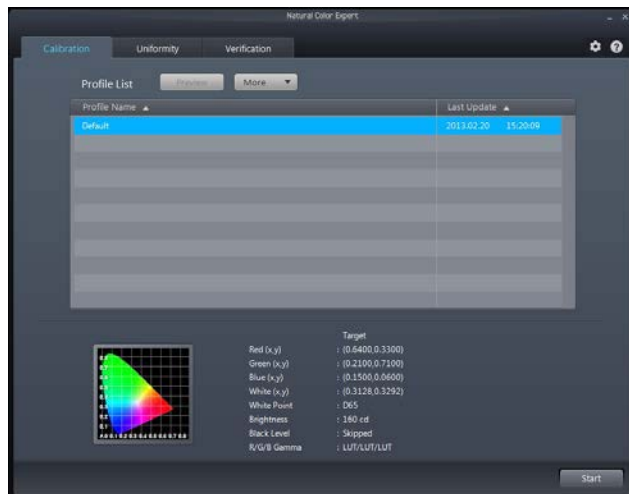 Natural Color Expert
Calibration Uniformity Verification
Profile List Preview More
Profile Name Last Update
Default 2013.02.20 15:20:09
Target
Red (x,y) : (0.6400,0.3300)
Green (x,y) : (0.2100,0.7100)
Blue (x,y) : (0.1500,0.0600)
White (x,y) : (0.3128,0.3292)
White Point : D65
Brightness : 160 cd
Black Level : Skipped
R/G/B Gamma : LUT/LUT/LUT
Start